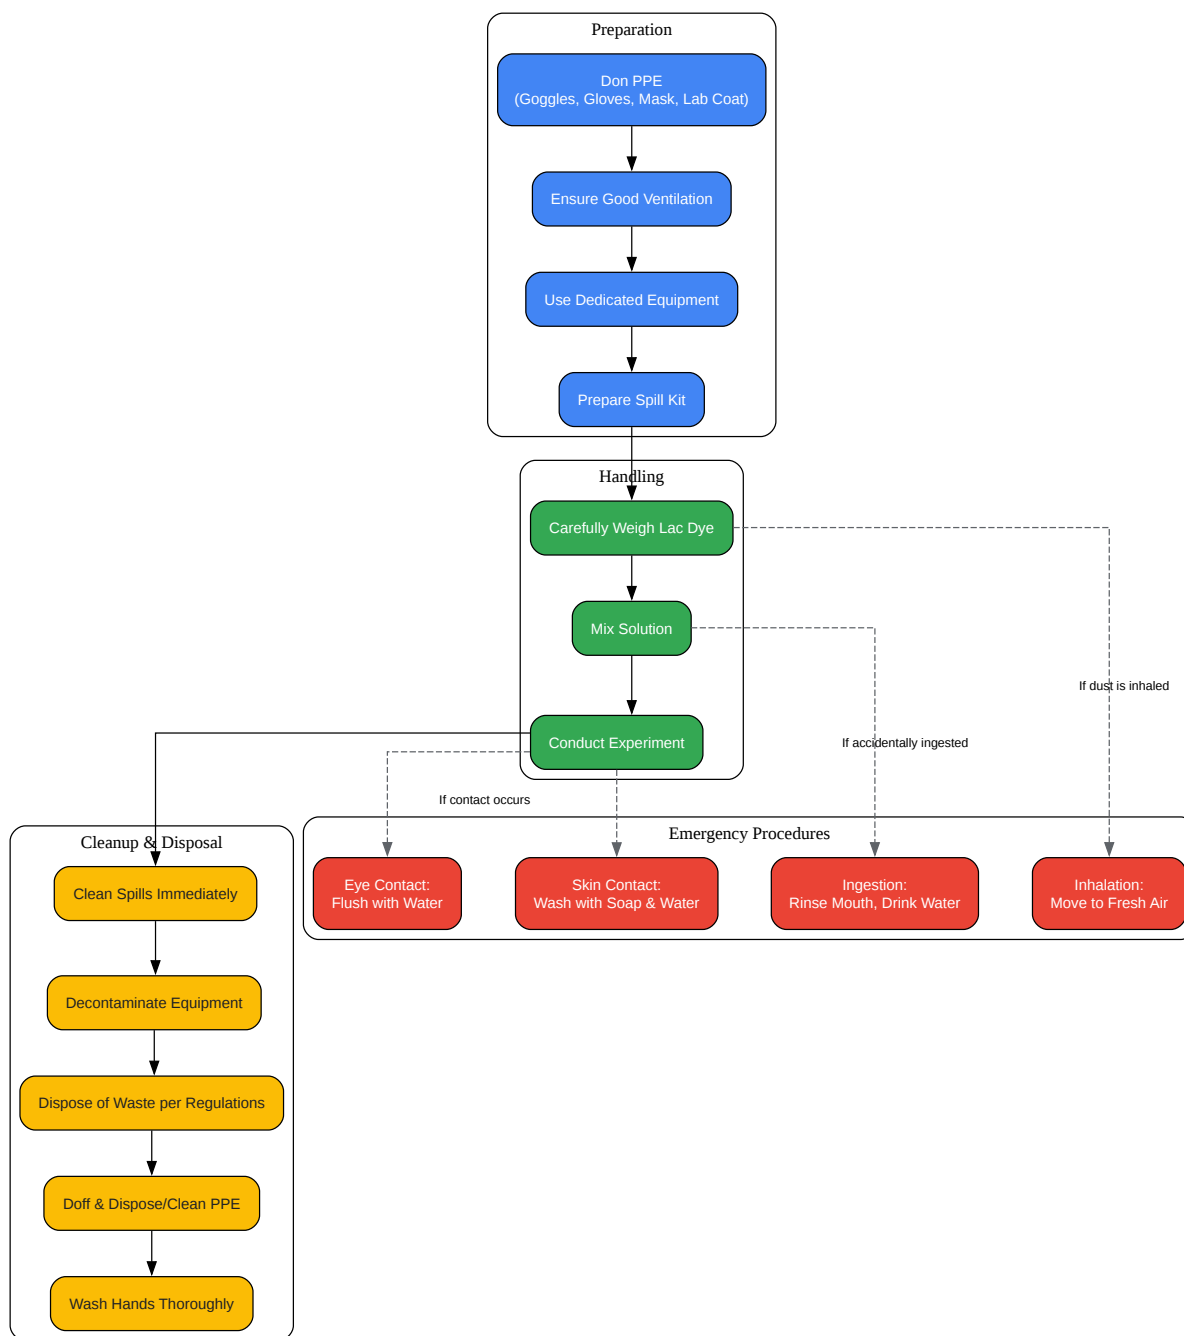 Preparation
Don PPE
(Goggles, Gloves, Mask, Lab Coat)
Ensure Good Ventilation
Use Dedicated Equipment
Prepare Spill Kit
Handling
Carefully Weigh Lac Dye
Mix Solution
If dust is inhaled
Conduct Experiment
If accidentally ingested
If contact occurs
Cleanup & Disposal
Clean Spills Immediately
Decontaminate Equipment
Dispose of Waste per Regulations
Doff & Dispose/Clean PPE
Wash Hands Thoroughly
Emergency Procedures
Eye Contact:
Flush with Water
Skin Contact:
Wash with Soap & Water
Ingestion:
Rinse Mouth, Drink Water
Inhalation:
Move to Fresh Air